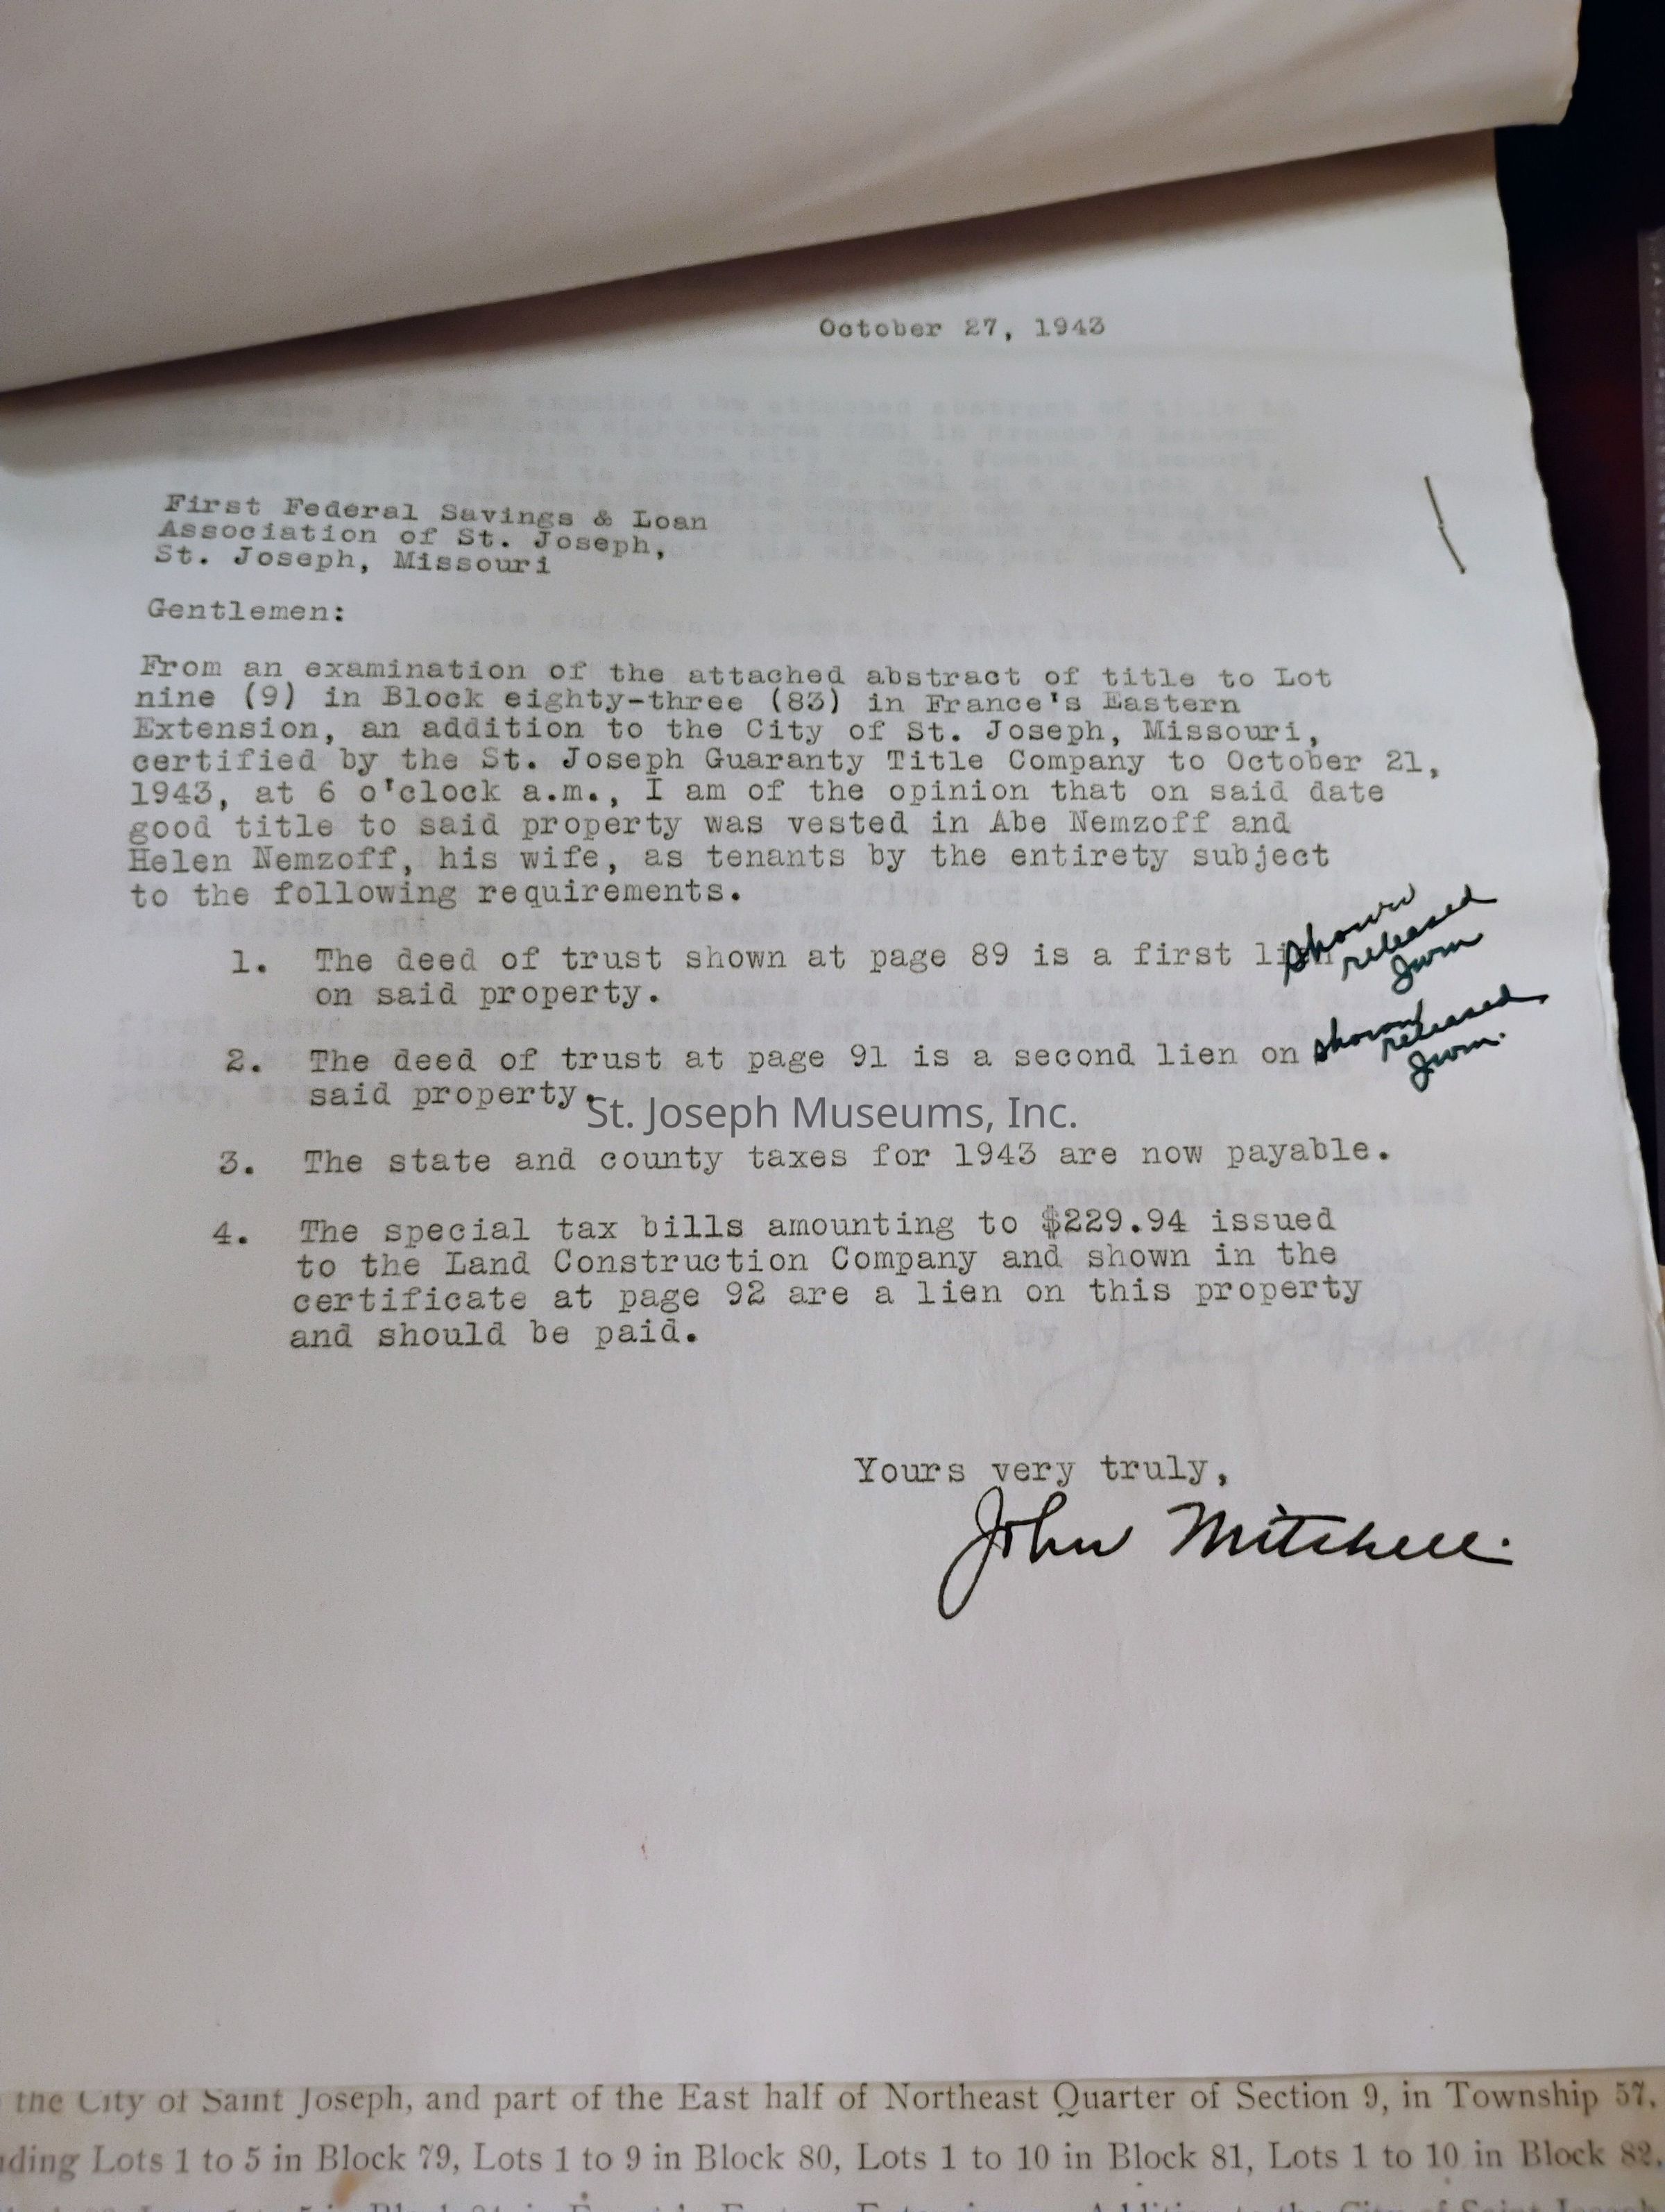 October 27, 1943
First Federal Savings & Loan
Association of St. Joseph,
St. Joseph, Missouri
Gentlemen:
From an examination of the attached abstract of title to Lot
nine (9) in Block eighty-three (83) in France's Eastern
Extension, an addition to the City of St. Joseph, Missouri,
certified by the St. Joseph Guaranty Title Company to October 21,
1943, at 6 o'clock a.m., I am of the opinion that on said date
good title to said property was vested in Abe Nemzoff and
Helen Nemzoff, his wife, as tenants by the entirety subject
to the following requirements.
1. The deed of trust shown at page 89 is a first lien
on said property.
shown
released
Jwm
2. The deed of trust at page 91 is a second lien on
said property.
shown
released
Jwm.
St. Joseph Museums, Inc.
3. The state and county taxes for 1943 are now payable.
4. The special tax bills amounting to $229.94 issued
to the Land Construction Company and shown in the
certificate at page 92 are a lien on this property
and should be paid.
Yours very truly,
John Mitchell.
the City of Saint Joseph, and part of the East half of Northeast Quarter of Section 9, in Township 57,
Lots 1 to 5 in Block 79, Lots 1 to 9 in Block 80, Lots 1 to 10 in Block 81, Lots 1 to 10 in Block 82,